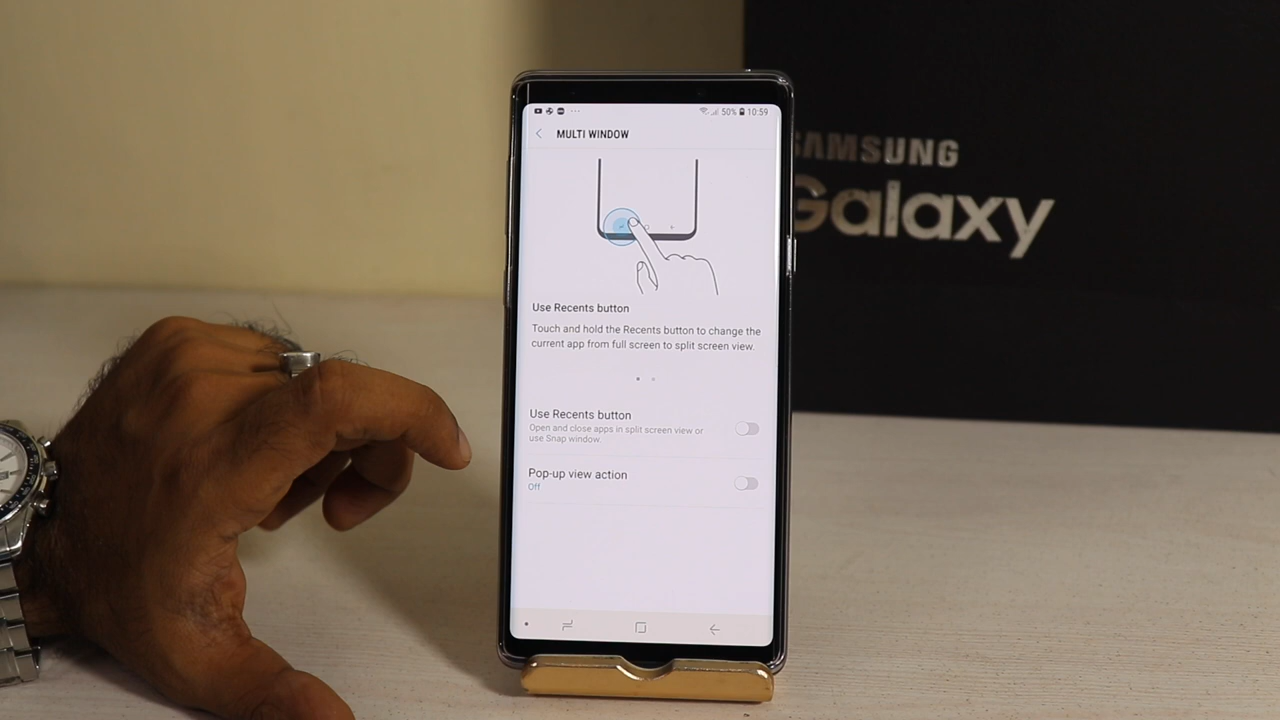 50% 10:59
MULTI WINDOW
Use Recents button
Touch and hold the Recents button to change the
current app from full screen to split screen view.
Use Recents button
Open and close apps in split screen view or
use Snap window.
Pop-up view action
Off
SAMSUNG
Galaxy